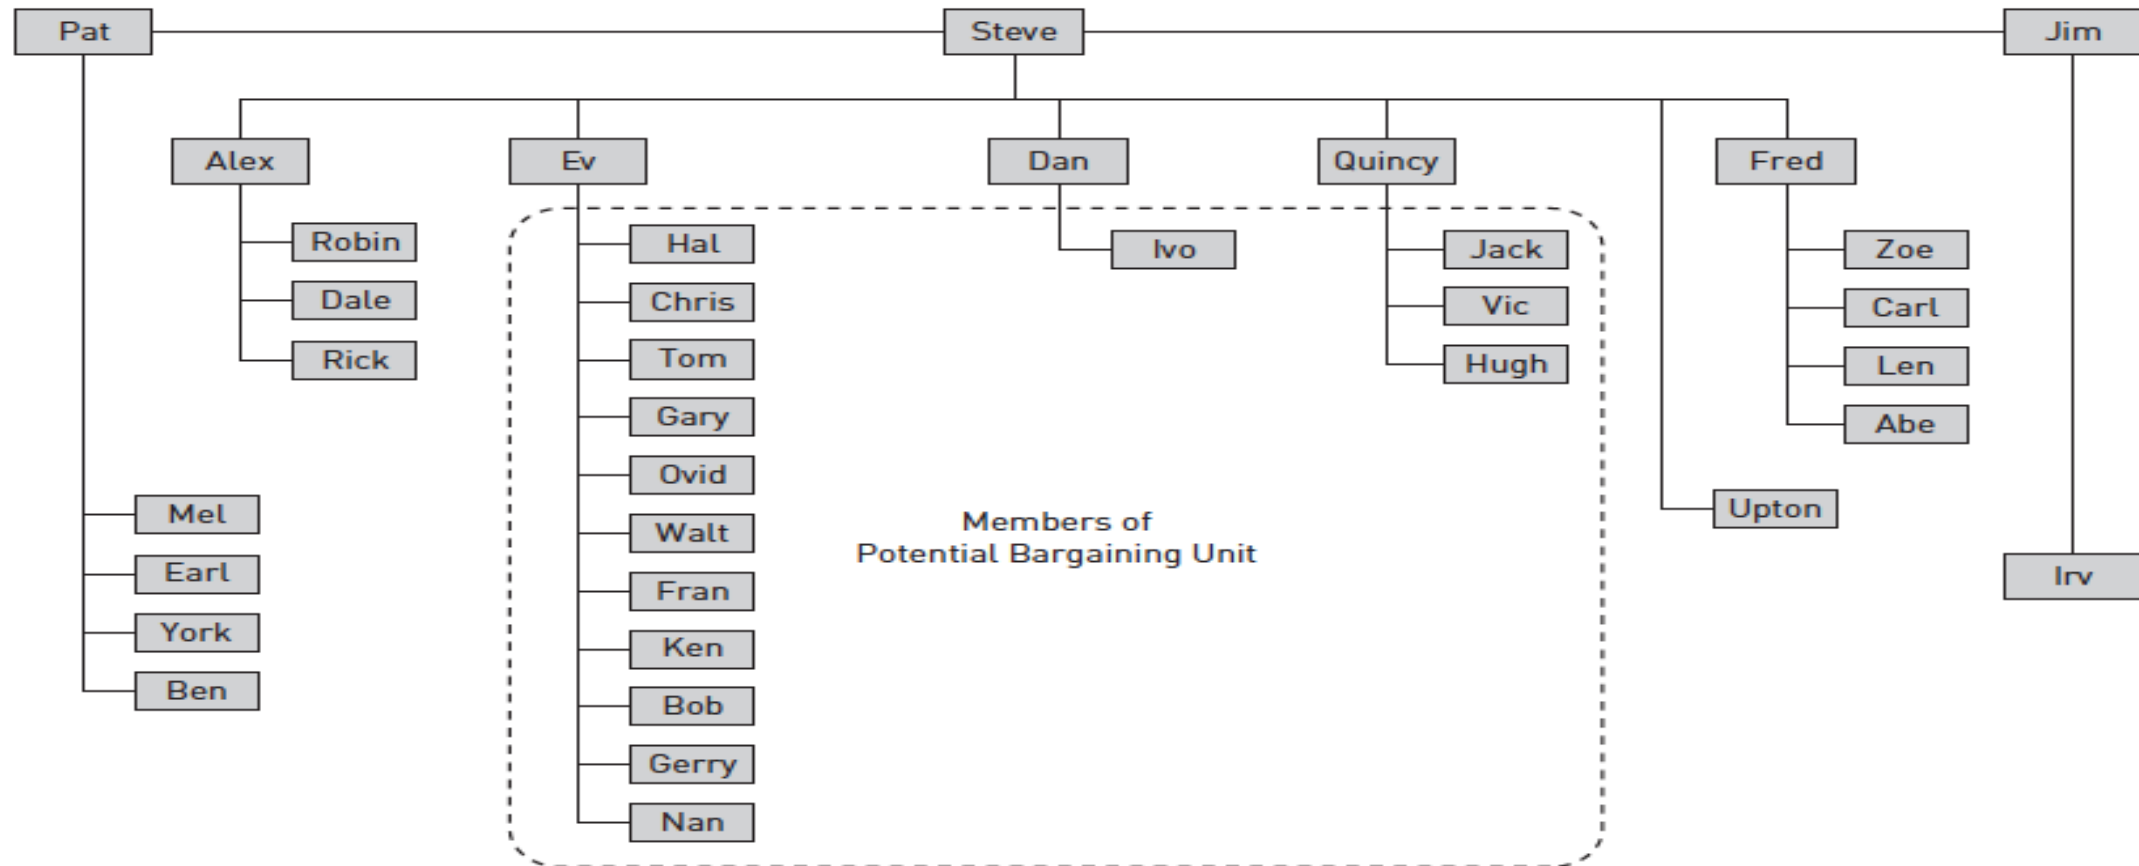 Pat
Steve
Jim
Alex
Ev
Dan
Quincy
Fred
Robin
Dale
Rick
Hal
Chris
Tom
Gary
Ovid
Walt
Fran
Ken
Bob
Gerry
Nan
Ivo
Jack
Vic
Hugh
Zoe
Carl
Len
Abe
Upton
Members of
Potential Bargaining Unit
Mel
Earl
York
Ben
Irv